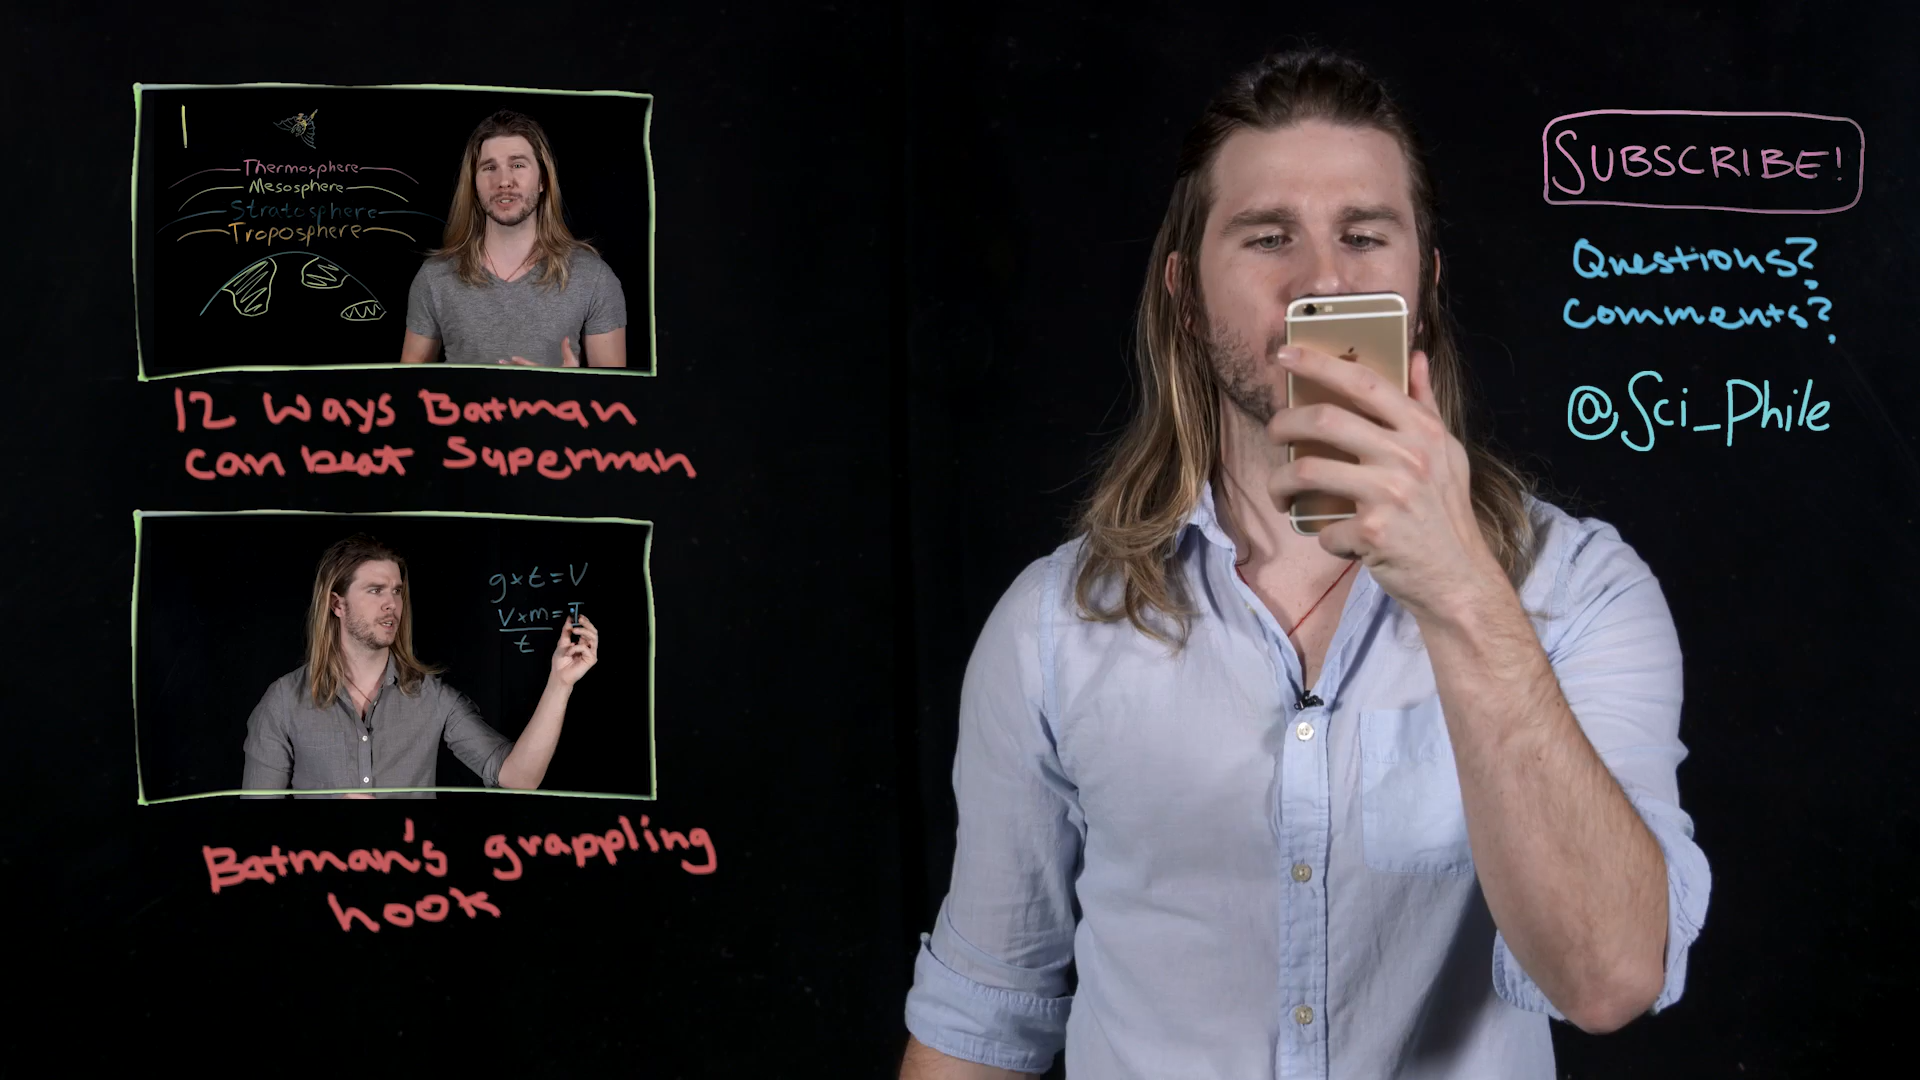 1
Thermosphere
Mesosphere
Stratosphere
Troposphere
12 Ways Batman
can beat Superman
g x t = V
V x m = I
t
Batman's grappling
hook
SUBSCRIBE!
Questions?
Comments?
@Sci_Phile